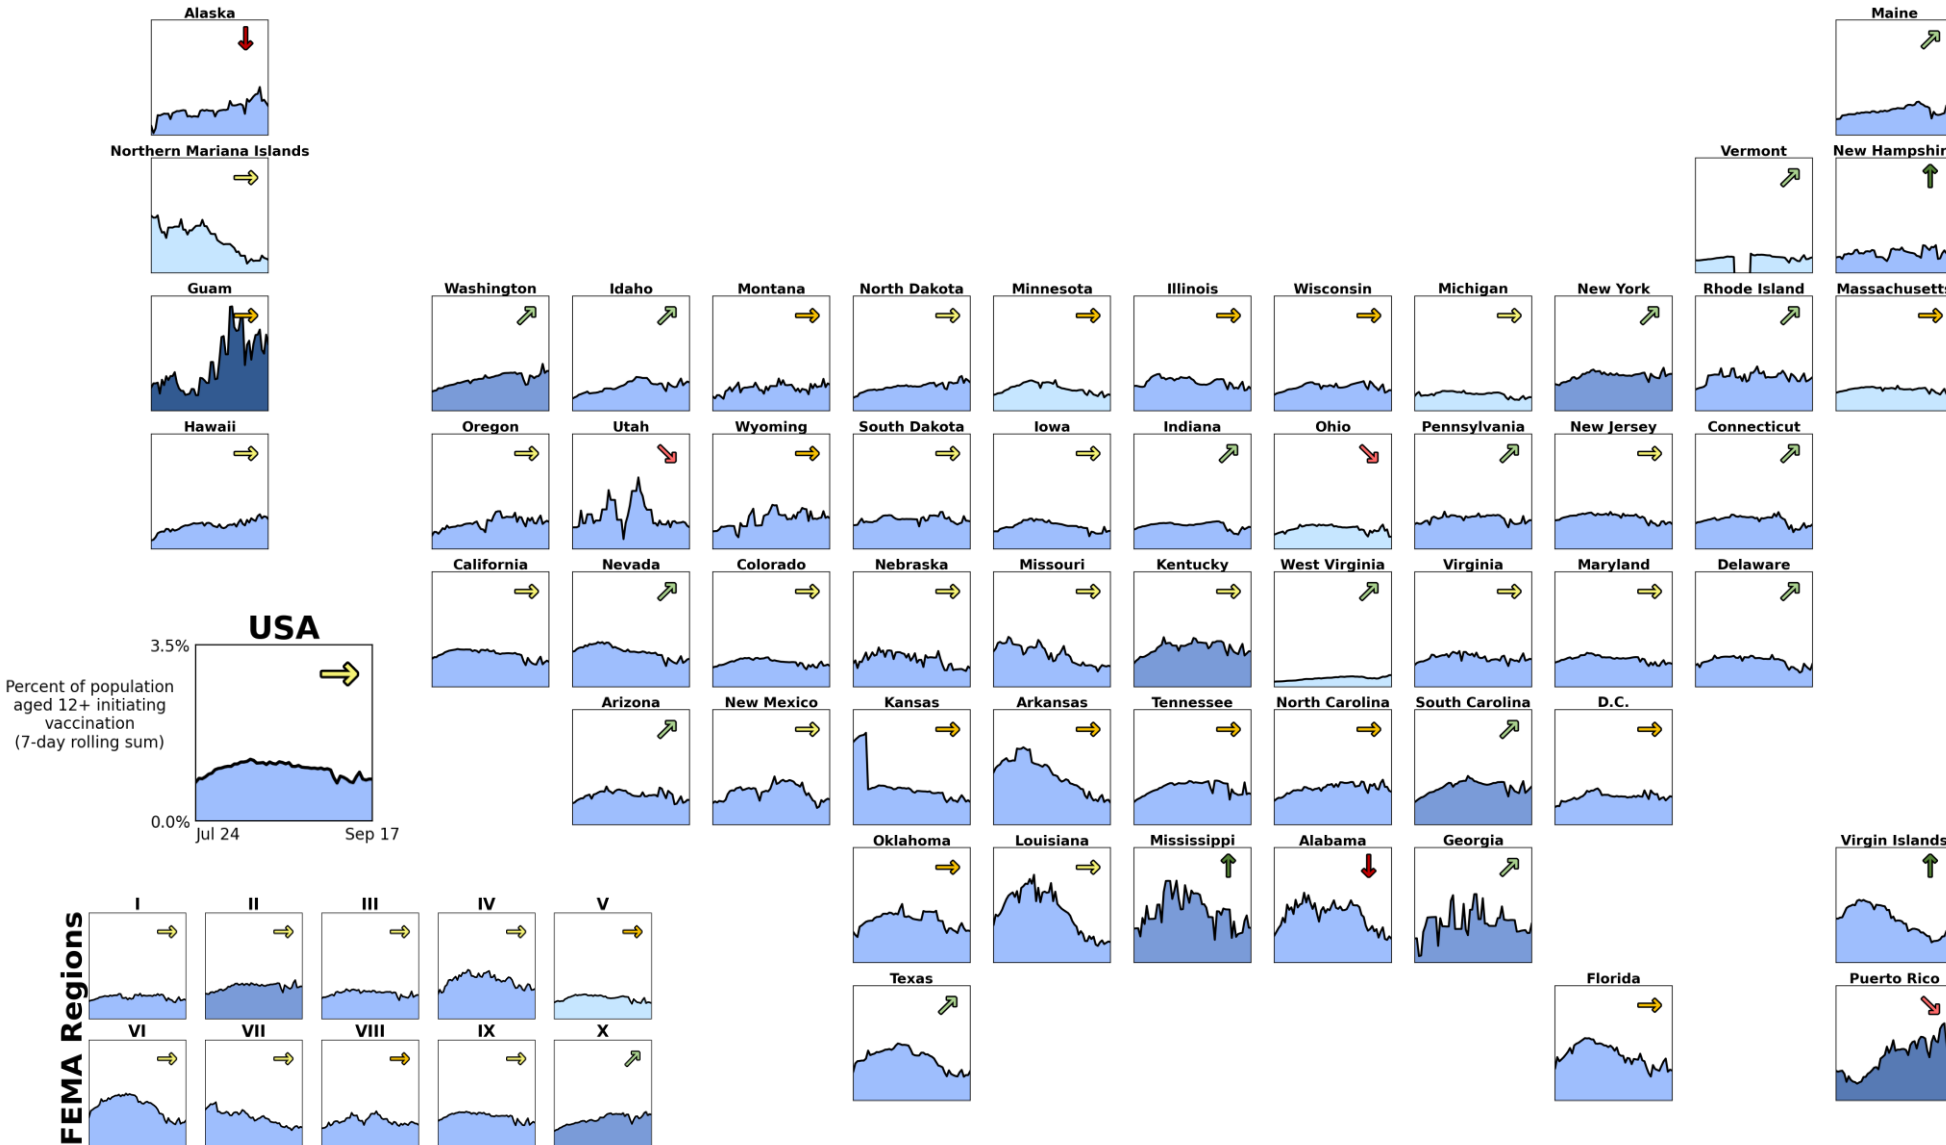 Alaska
Maine
Northern Mariana Islands
Vermont
New Hampshir
Guam
Washington
Idaho
Montana
North Dakota
Minnesota
Illinois
Wisconsin
Michigan
New York
Rhode Island
Massachusetts
Hawaii
Oregon
Utah
Wyoming
South Dakota
Iowa
Indiana
Ohio
Pennsylvania
New Jersey
Connecticut
California
Nevada
Colorado
Nebraska
Missouri
Kentucky
West Virginia
Virginia
Maryland
Delaware
USA
3.5%
Percent of population
aged 12+ initiating
vaccination
(7-day rolling sum)
0.0%
Jul 24
Sep 17
Arizona
New Mexico
Kansas
Arkansas
Tennessee
North Carolina
South Carolina
D.C.
Oklahoma
Louisiana
Mississippi
Alabama
Georgia
Virgin Islands
Texas
Florida
Puerto Rico
FEMA Regions
I
II
III
IV
V
VI
VII
VIII
IX
X